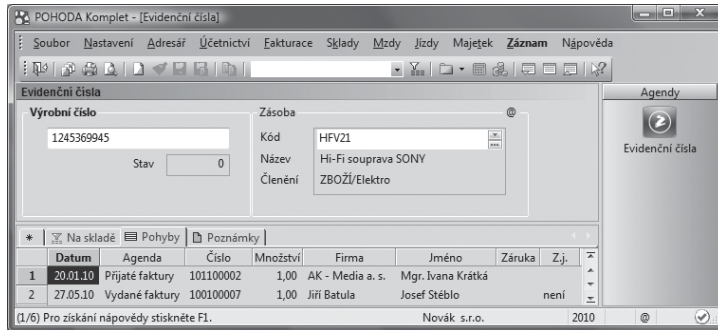 POHODA Komplet - [Evidenční čísla]
Soubor Nastavení Adresář Účetnictví Fakturace Sklady Mzdy Jízdy Majetek Záznam Nápověda
Evidenční čísla
Agendy
Výrobní číslo
Zásoba
@
1245369945
Kód
HFV21
Stav
0
Název
Hi-Fi souprava SONY
Členění
ZBOŽÍ/Elektro
2
Evidenční čísla
* Na skladě Pohyby Poznámky
Datum Agenda Číslo Množství Firma Jméno Záruka Z.j.
1 20.01.10 Přijaté faktury 101100002 1,00 AK - Media a. s. Mgr. Ivana Krátká
2 27.05.10 Vydané faktury 100100007 1,00 Jiří Batula Josef Stéblo není
(1/6) Pro získání nápovědy stiskněte F1. Novák s.r.o. 2010 @